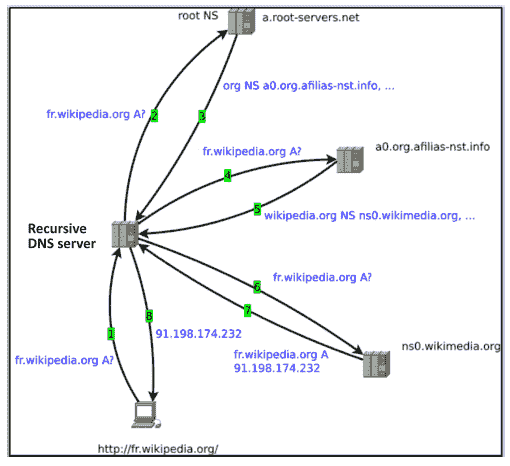 root NS
a.root-servers.net
org NS a0.org.afilias-nst.info, ...
fr.wikipedia.org A?
2
3
fr.wikipedia.org A?
a0.org.afilias-nst.info
4
5
wikipedia.org NS ns0.wikimedia.org, ...
Recursive
DNS server
fr.wikipedia.org A?
6
7
1
8
91.198.174.232
fr.wikipedia.org A?
fr.wikipedia.org A
91.198.174.232
ns0.wikimedia.org
http://fr.wikipedia.org/